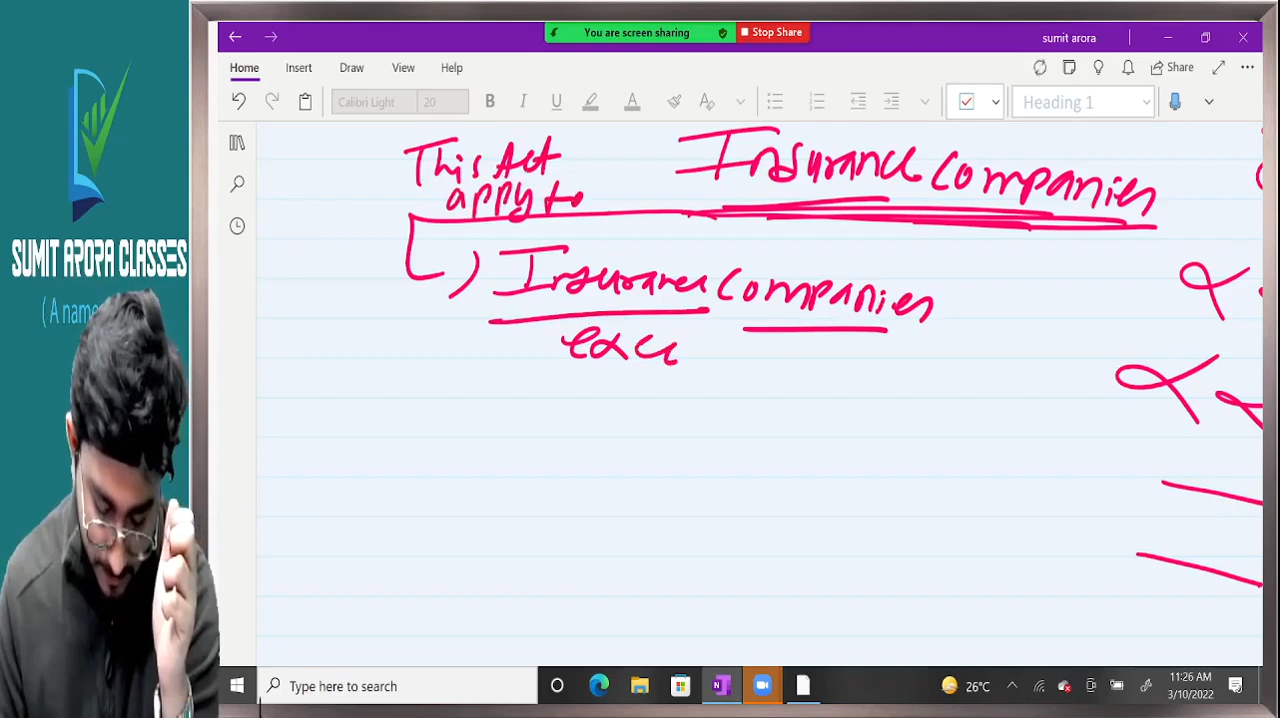 You are screen sharing
Stop Share
sumit arora
Home Insert Draw View Help
Share
Calibri Light 20
B I U A
Heading 1
This Act
apply to
Insurance Companies
Insurance Companies
exce
SUMIT ARORA CLASSES
( A name
Type here to search
26°C
11:26 AM
3/10/2022